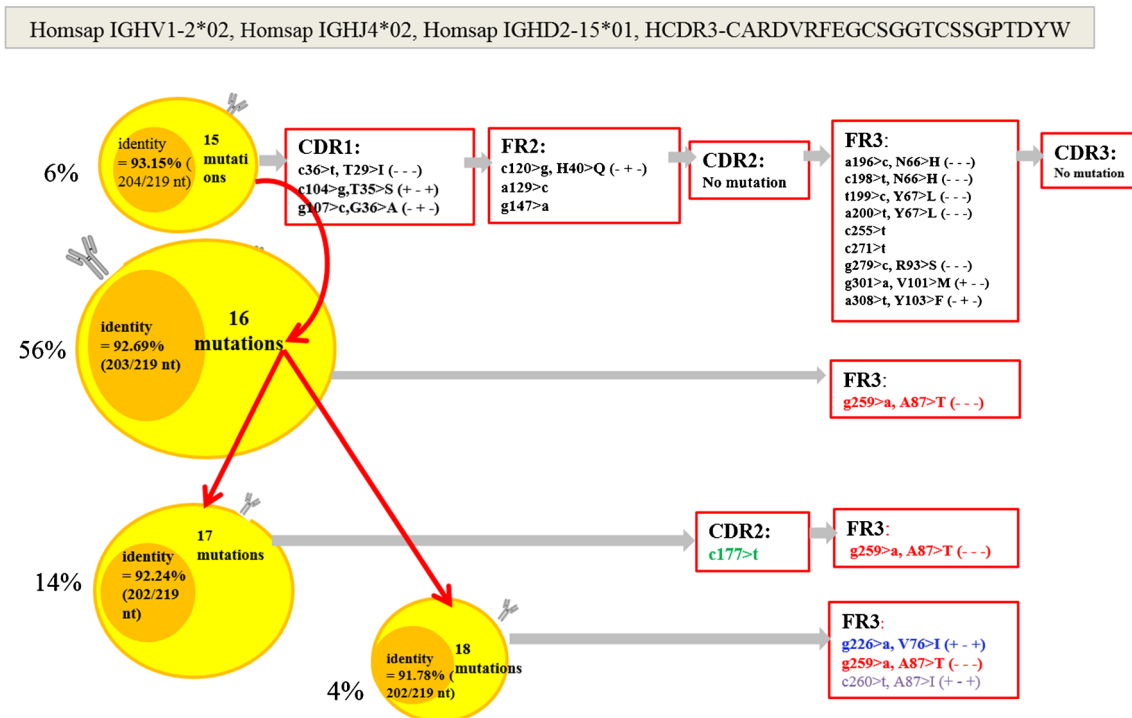 Homsap IGHV1-2*02, Homsap IGHJ4*02, Homsap IGHD2-15*01, HCDR3-CARDVRFEGCSGGTCSSGPTDYW
6%
identity
= 93.15% (
204/219 nt)
15
mutati
ons
CDR1:
c36>t, T29>I (- - -)
c104>g,T35>S (+ - +)
g107>c,G36>A (- + -)
FR2:
c120>g, H40>Q (- + -)
a129>c
g147>a
CDR2:
No mutation
FR3:
a196>c, N66>H (- - -)
c198>t, N66>H (- - -)
t199>c, Y67>L (- - -)
a200>t, Y67>L (- - -)
c255>t
c271>t
g279>c, R93>S (- - -)
g301>a, V101>M (+ - -)
a308>t, Y103>F (- + -)
CDR3:
No mutation
56%
identity
= 92.69%
(203/219 nt)
16
mutations
FR3:
g259>a, A87>T (- - -)
14%
identity
= 92.24%
(202/219
nt)
17
mutations
CDR2:
c177>t
FR3:
g259>a, A87>T (- - -)
4%
identity
= 91.78% (
202/219 nt)
18
mutations
FR3:
g226>a, V76>I (+ - +)
g259>a, A87>T (- - -)
c260>t, A87>I (+ - +)